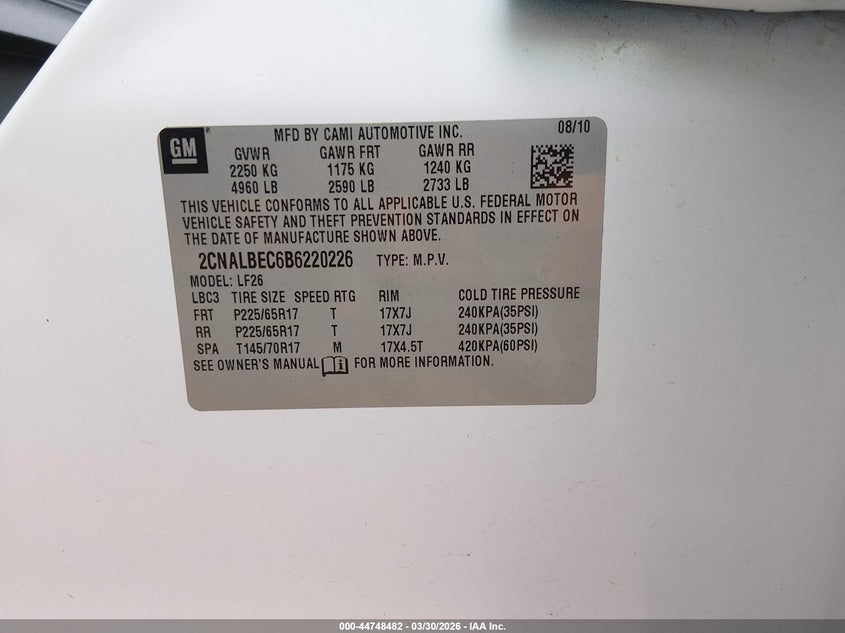 GM
MFD BY CAMI AUTOMOTIVE INC. 08/10
GVWR GAWR FRT GAWR RR
2250 KG 1175 KG 1240 KG
4960 LB 2590 LB 2733 LB
THIS VEHICLE CONFORMS TO ALL APPLICABLE U.S. FEDERAL MOTOR
VEHICLE SAFETY AND THEFT PREVENTION STANDARDS IN EFFECT ON
THE DATE OF MANUFACTURE SHOWN ABOVE.
2CNALBEC6B6220226 TYPE: M.P.V.
MODEL: LF26
LBC3 TIRE SIZE SPEED RTG RIM COLD TIRE PRESSURE
FRT P225/65R17 T 17X7J 240KPA(35PSI)
RR P225/65R17 T 17X7J 240KPA(35PSI)
SPA T145/70R17 M 17X4.5T 420KPA(60PSI)
SEE OWNER'S MANUAL FOR MORE INFORMATION.
000-44748482 - 03/30/2026 - IAA Inc.